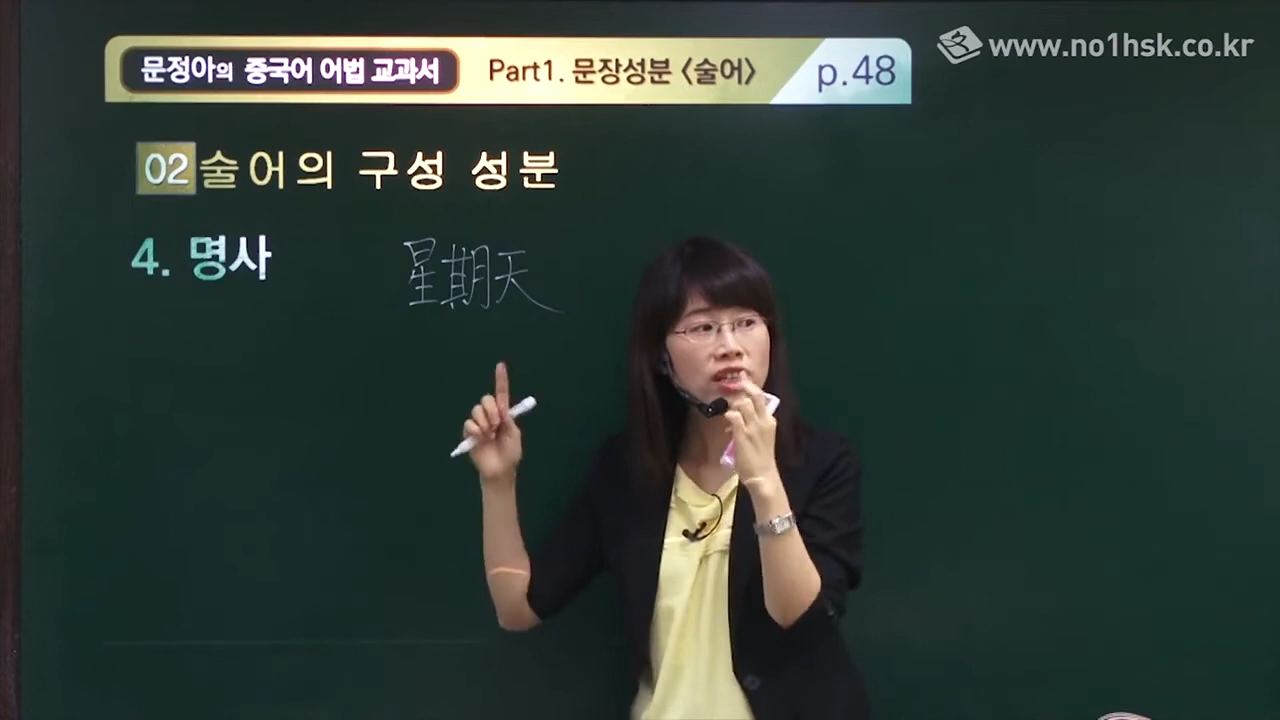 문정아의 중국어 어법 교과서 Part1. 문장성분 <술어> p.48
www.no1hsk.co.kr
02 술어의 구성 성분
4. 명사
星期天